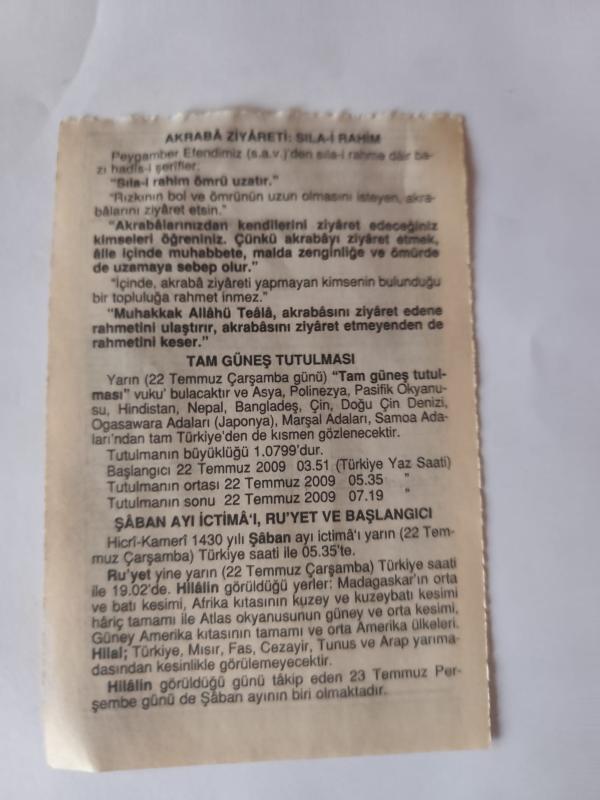 AKRABÂ ZİYÂRETİ: SILA-İ RAHİM
Peygamber Efendimiz (s.a.v.)'den sıla-i rahme dâir ba-
zı hadîs-i şerîfler.
"Sıla-i rahim ömrü uzatır."
"Rızkının bol ve ömrünün uzun olmasını isteyen, akra-
bâlarını ziyâret etsin."
"Akrabâlarınızdan kendilerini ziyâret edeceğiniz
kimseleri öğreniniz. Çünkü akrabâyı ziyâret etmek,
âile içinde muhabbete, malda zenginliğe ve ömürde
de uzamaya sebep olur."
"İçinde, akrabâ ziyâreti yapmayan kimsenin bulunduğu
bir topluluğa rahmet inmez."
"Muhakkak Allâhü Teâlâ, akrabâsını ziyâret edene
rahmetini ulaştırır, akrabâsını ziyâret etmeyenden de
rahmetini keser."
TAM GÜNEŞ TUTULMASI
Yarın (22 Temmuz Çarşamba günü) "Tam güneş tutul-
ması" vuku' bulacaktır ve Asya, Polinezya, Pasifik Okyanu-
su, Hindistan, Nepal, Bangladeş, Çin, Doğu Çin Denizi,
Ogasawara Adaları (Japonya), Marşal Adaları, Samoa Ada-
ları'ndan tam Türkiye'den de kısmen gözlenecektir.
Tutulmanın büyüklüğü 1.0799'dur.
Başlangıcı 22 Temmuz 2009 03.51 (Türkiye Yaz Saati)
Tutulmanın ortası 22 Temmuz 2009 05.35 "
Tutulmanın sonu 22 Temmuz 2009 07.19 "
ŞÂBAN AYI İCTİMÂ'I, RU'YET VE BAŞLANGICI
Hicrî-Kamerî 1430 yılı Şâban ayı ictimâ'ı yarın (22 Tem-
muz Çarşamba) Türkiye saati ile 05.35'te.
Ru'yet yine yarın (22 Temmuz Çarşamba) Türkiye saati
ile 19.02'de. Hilâlin görüldüğü yerler: Madagaskar'ın orta
ve batı kesimi, Afrika kıtasının kuzey ve kuzeybatı kesimi
hâriç tamamı ile Atlas okyanusunun güney ve orta kesimi,
Güney Amerika kıtasının tamamı ve orta Amerika ülkeleri.
Hilal; Türkiye, Mısır, Fas, Cezayir, Tunus ve Arap yarıma-
dasından kesinlikle görülemeyecektir.
Hilâlin görüldüğü günü tâkip eden 23 Temmuz Per-
şembe günü de Şâban ayının biri olmaktadır.